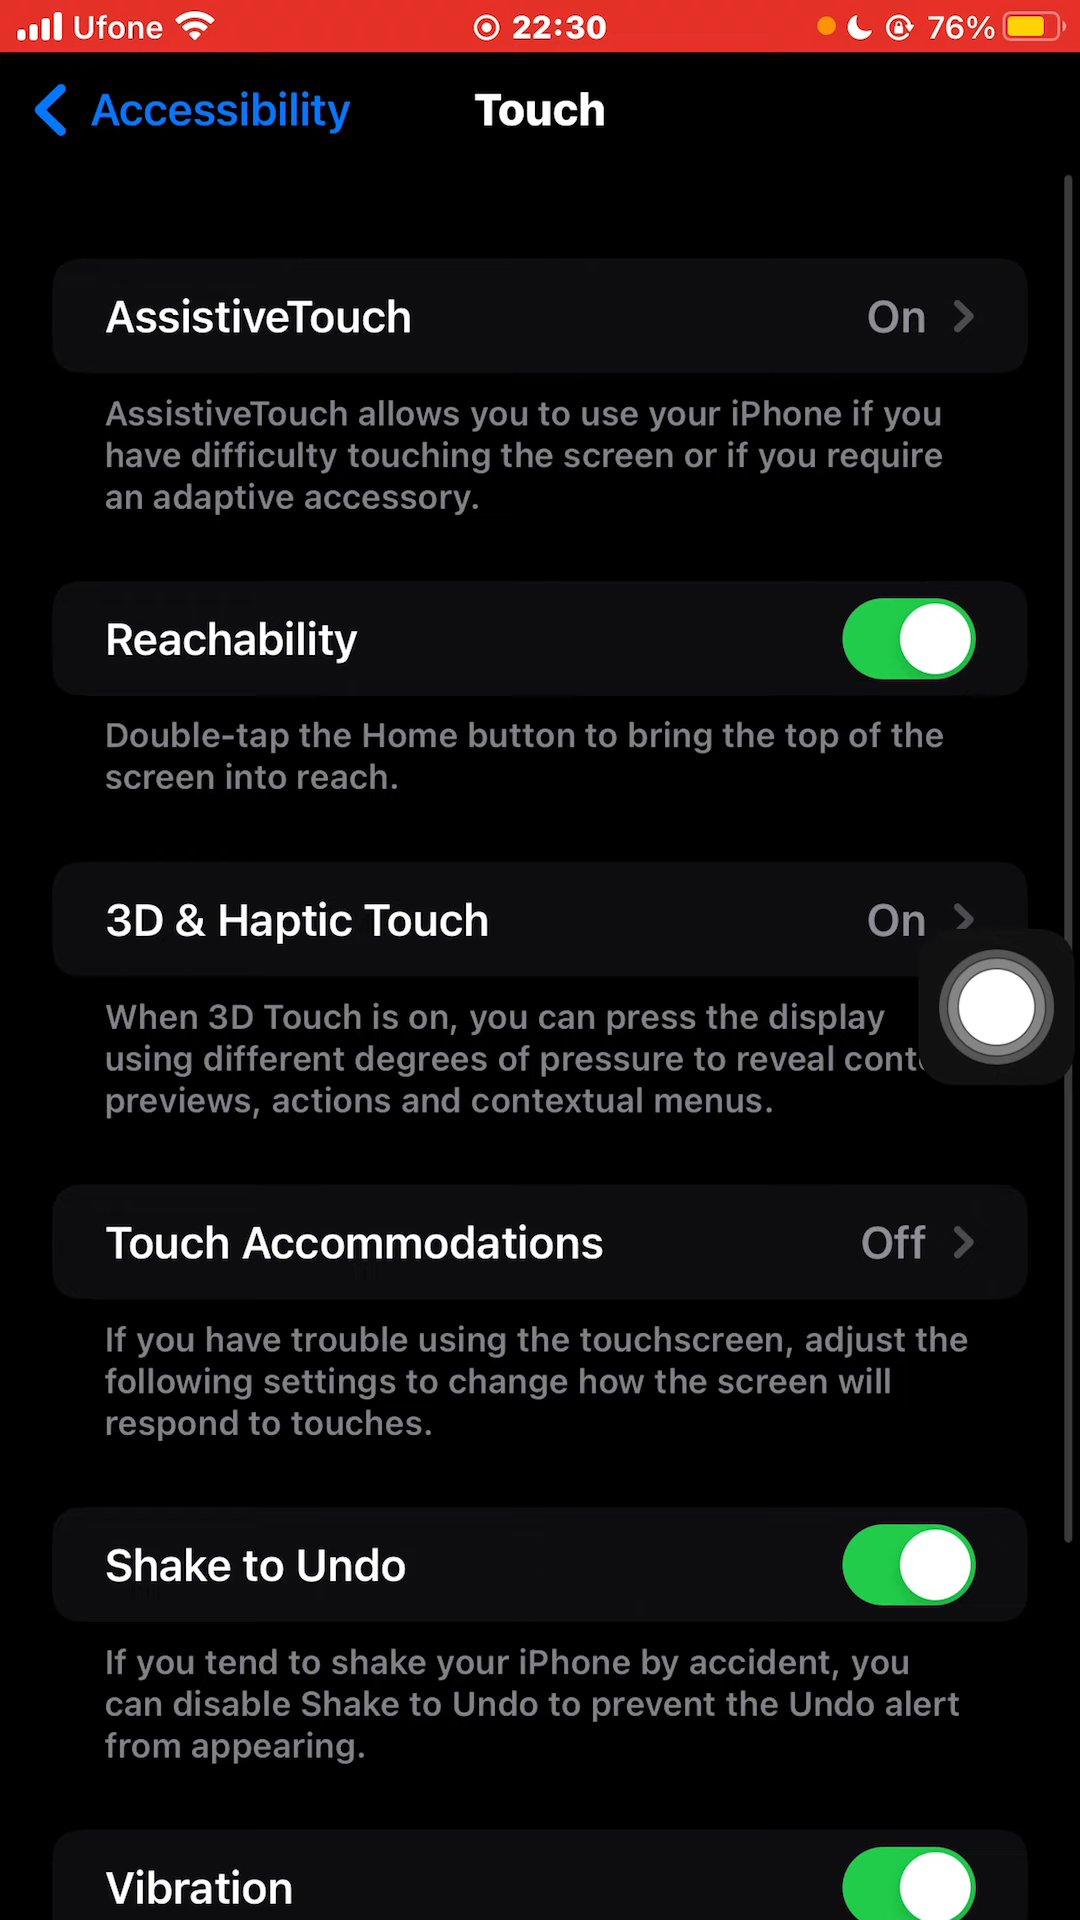 Ufone 22:30 76%
Accessibility Touch
AssistiveTouch On
AssistiveTouch allows you to use your iPhone if you
have difficulty touching the screen or if you require
an adaptive accessory.
Reachability
Double-tap the Home button to bring the top of the
screen into reach.
3D & Haptic Touch On
When 3D Touch is on, you can press the display
using different degrees of pressure to reveal
previews, actions and contextual menus.
Touch Accommodations Off
If you have trouble using the touchscreen, adjust the
following settings to change how the screen will
respond to touches.
Shake to Undo
If you tend to shake your iPhone by accident, you
can disable Shake to Undo to prevent the Undo alert
from appearing.
Vibration